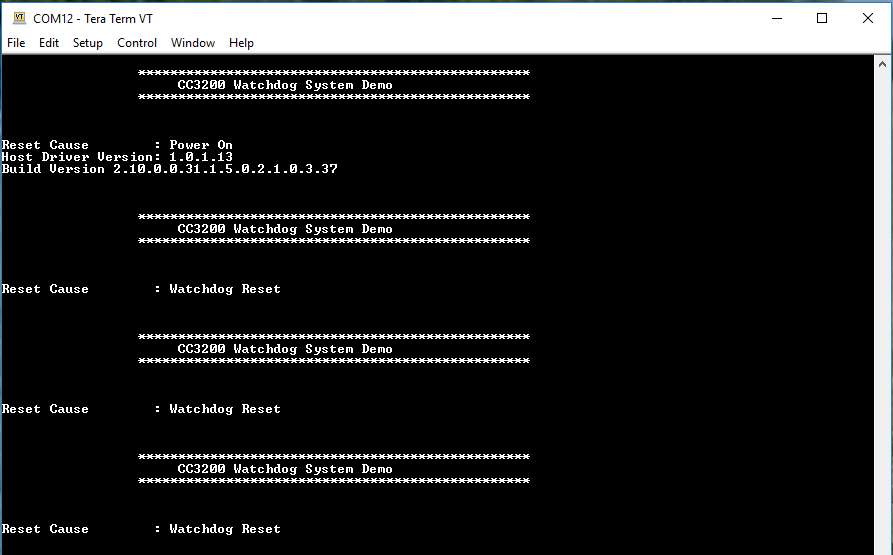 COM12 - Tera Term VT
File Edit Setup Control Window Help
*************************************************
CC3200 Watchdog System Demo
*************************************************
Reset Cause : Power On
Host Driver Version: 1.0.1.13
Build Version 2.10.0.0.31.1.5.0.2.1.0.3.37
*************************************************
CC3200 Watchdog System Demo
*************************************************
Reset Cause : Watchdog Reset
*************************************************
CC3200 Watchdog System Demo
*************************************************
Reset Cause : Watchdog Reset
*************************************************
CC3200 Watchdog System Demo
*************************************************
Reset Cause : Watchdog Reset